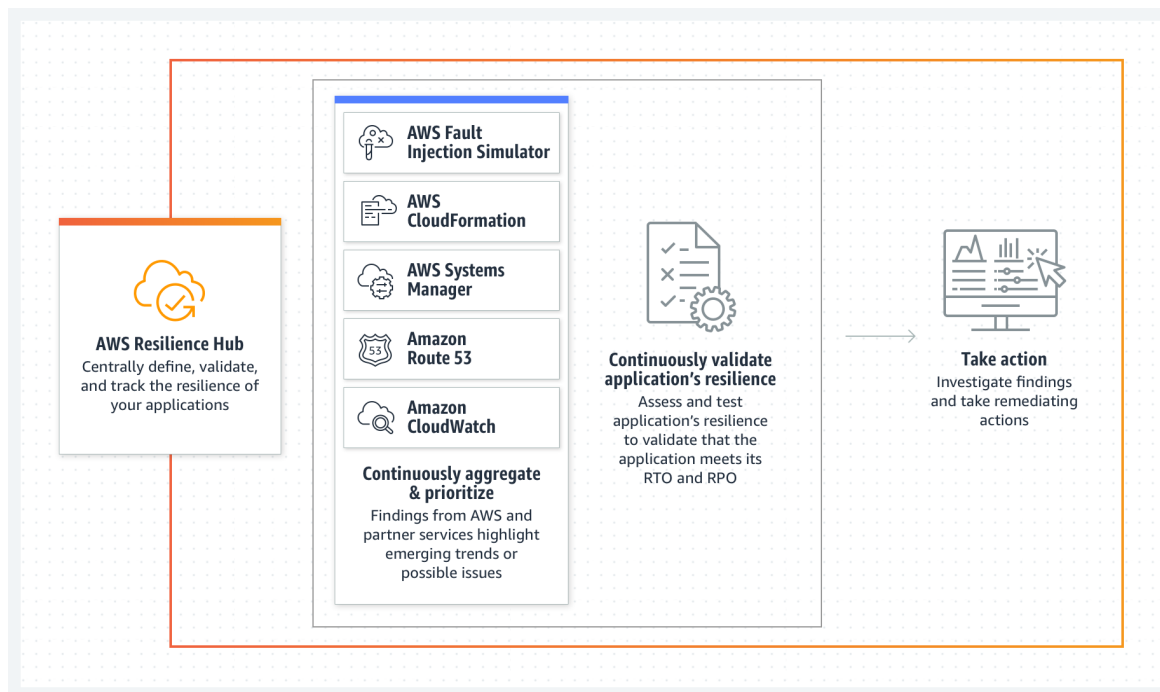 AWS Resilience Hub
Centrally define, validate,
and track the resilience of
your applications
AWS Fault
Injection Simulator
AWS
CloudFormation
AWS Systems
Manager
53
Amazon
Route 53
Amazon
CloudWatch
Continuously aggregate
& prioritize
Findings from AWS and
partner services highlight
emerging trends or
possible issues
Continuously validate
application’s resilience
Assess and test
application’s resilience
to validate that the
application meets its
RTO and RPO
Take action
Investigate findings
and take remediating
actions